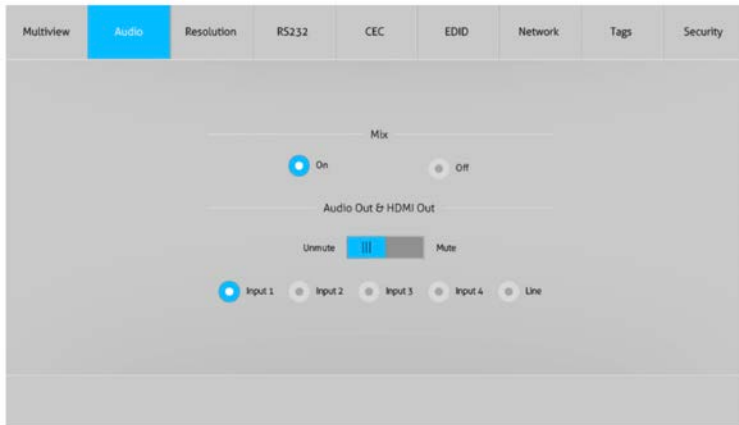 Multiview Audio Resolution RS232 CEC EDID Network Tags Security
Mix
On Off
Audio Out & HDMI Out
Unmute Mute
Input 1 Input 2 Input 3 Input 4 Line